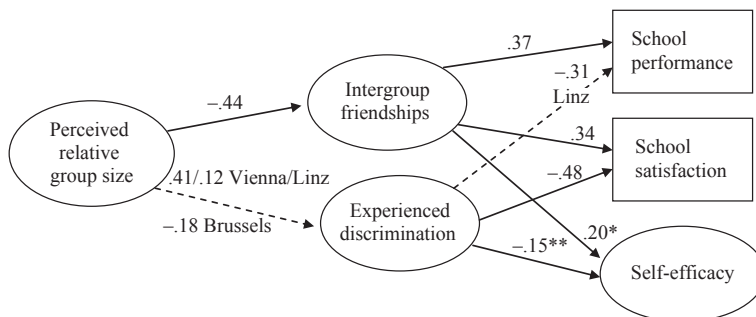 .37
School
performance
–.31
Linz
Intergroup
friendships
–.44
Perceived
relative
group size
.34
School
satisfaction
.41/.12 Vienna/Linz
–.48
–.18 Brussels
Experienced
discrimination
.20*
–.15**
Self-efficacy